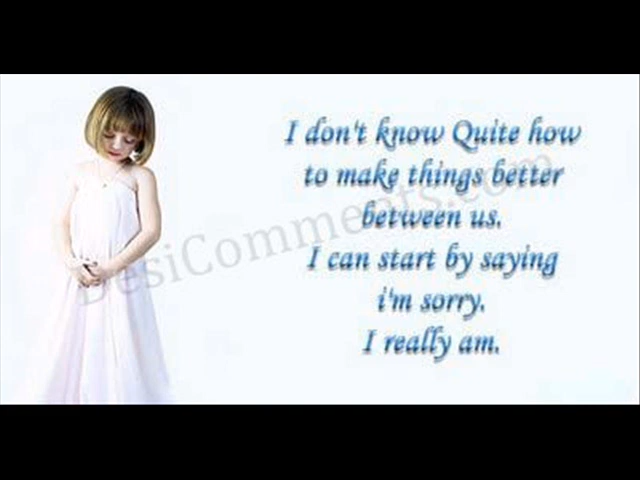 I don't know Quite how
to make things better
between us.
I can start by saying
i'm sorry.
I really am.
DesiComments.com